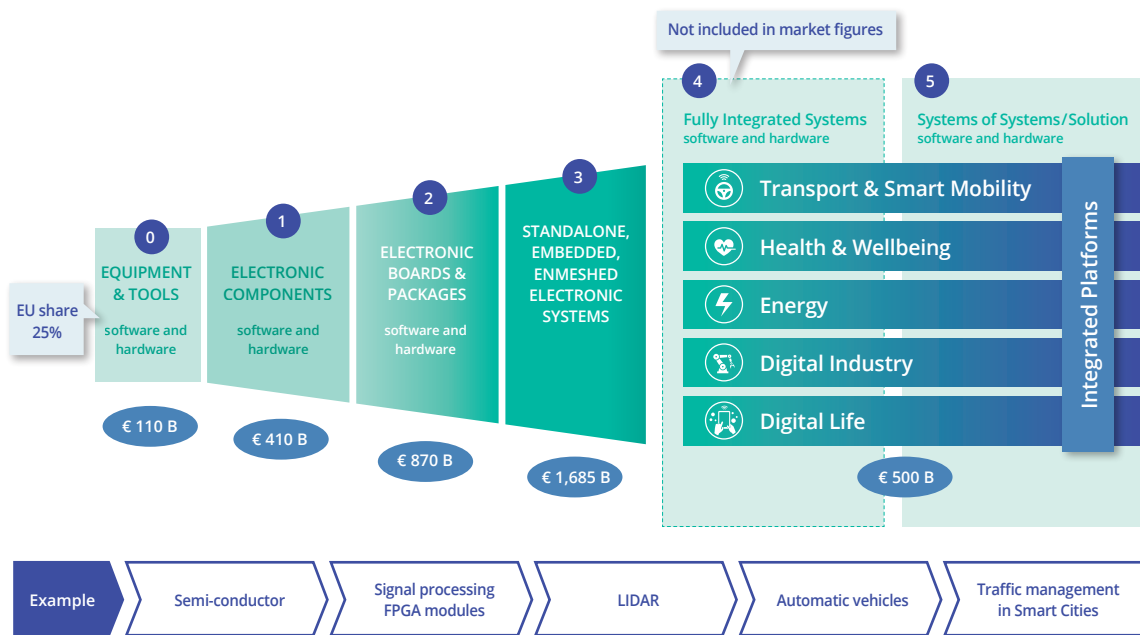 Not included in market figures
0
EQUIPMENT
& TOOLS
software and
hardware
EU share
25%
€ 110 B
1
ELECTRONIC
COMPONENTS
software and
hardware
€ 410 B
2
ELECTRONIC
BOARDS &
PACKAGES
software and
hardware
€ 870 B
3
STANDALONE,
EMBEDDED,
ENMESHED
ELECTRONIC
SYSTEMS
€ 1,685 B
4
Fully Integrated Systems
software and hardware
5
Systems of Systems/Solution
software and hardware
Transport & Smart Mobility
Health & Wellbeing
Energy
Digital Industry
Digital Life
Integrated Platforms
€ 500 B
Example
Semi-conductor
Signal processing
FPGA modules
LIDAR
Automatic vehicles
Traffic management
in Smart Cities